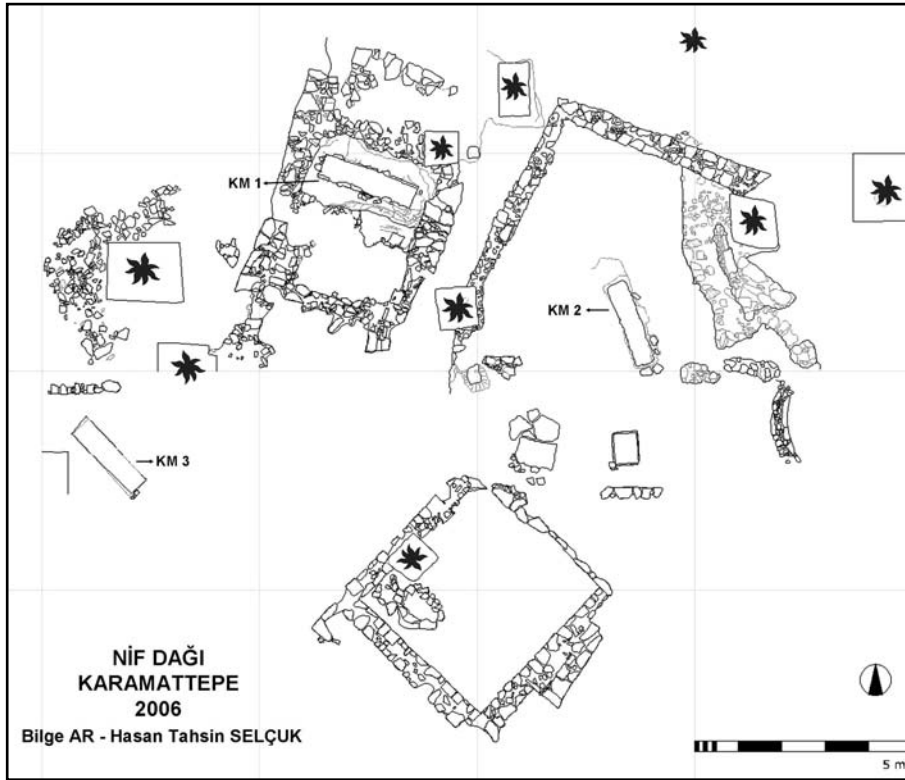 KM 1
KM 2
KM 3
NİF DAĞI
KARAMATTEPE
2006
Bilge AR - Hasan Tahsin SELÇUK
5 m